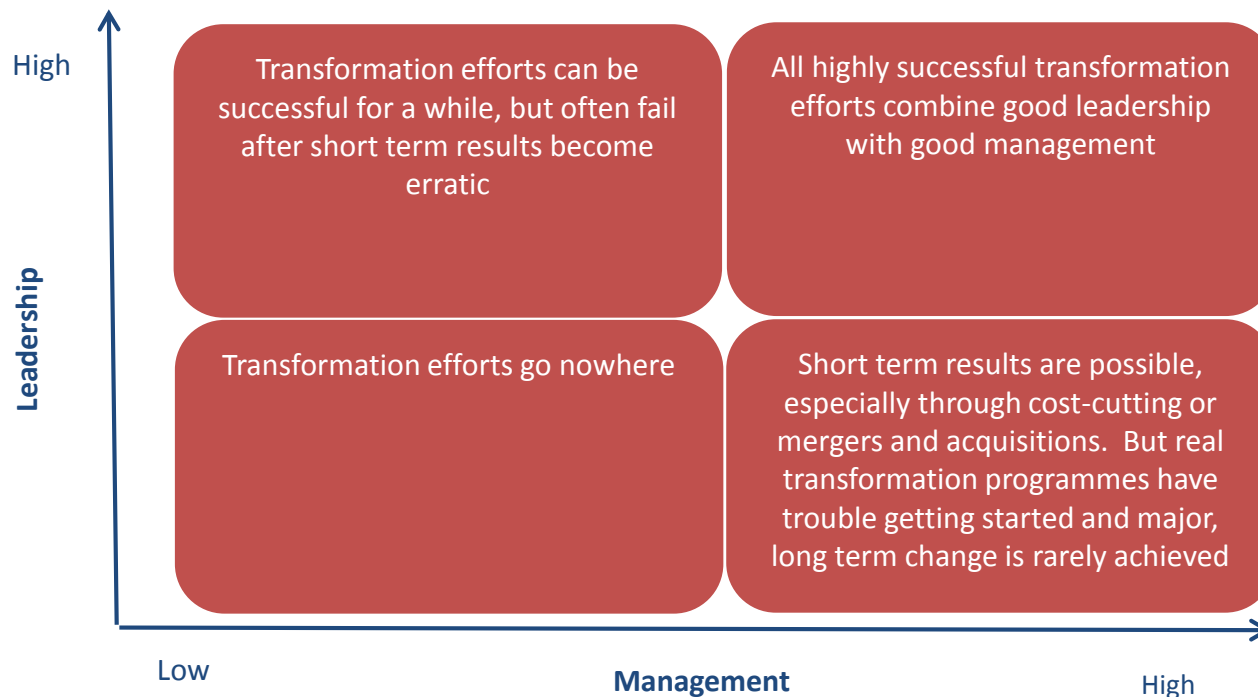 High
Transformation efforts can be
successful for a while, but often fail
after short term results become
erratic
All highly successful transformation
efforts combine good leadership
with good management
Leadership
Transformation efforts go nowhere
Short term results are possible,
especially through cost-cutting or
mergers and acquisitions.  But real
transformation programmes have
trouble getting started and major,
long term change is rarely achieved
Low
Management
High